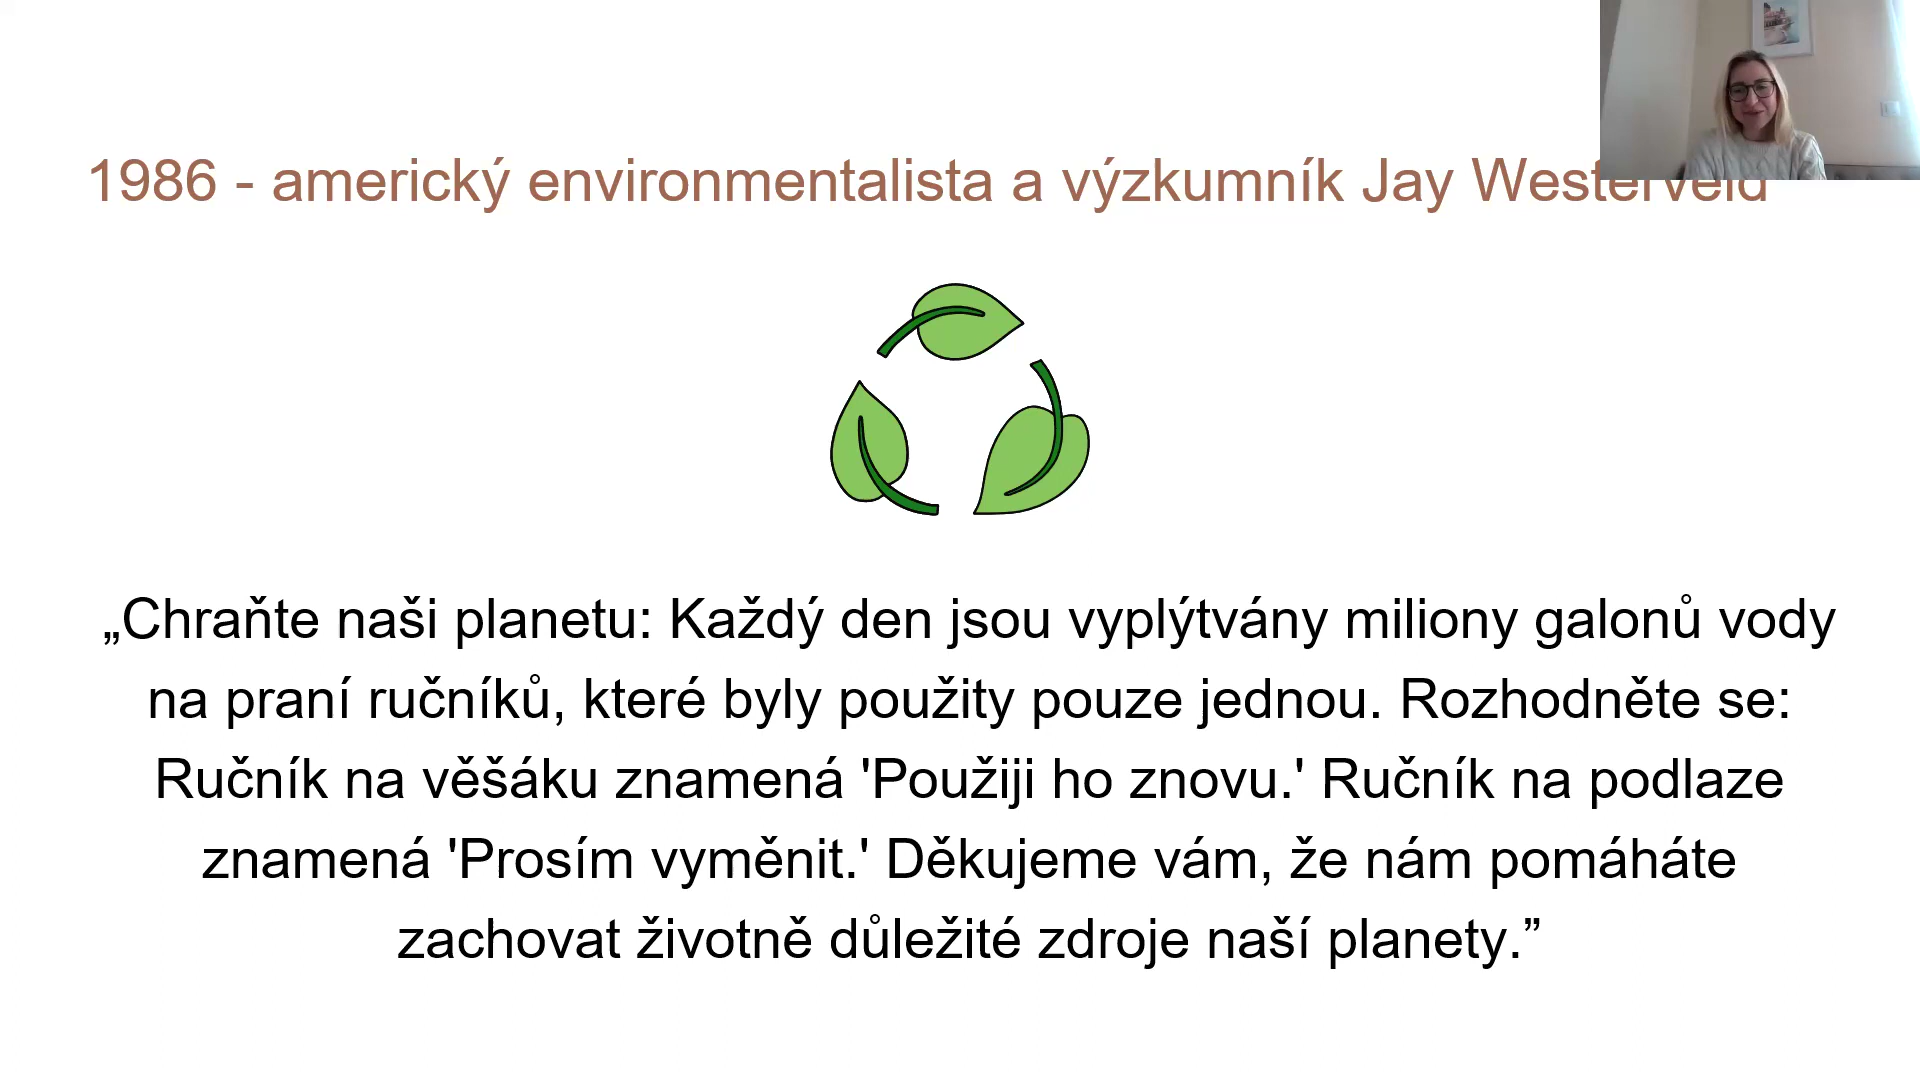 1986 - americký environmentalista a výzkumník Jay Westerveld
„Chraňte naši planetu: Každý den jsou vyplýtvány miliony galonů vody
na praní ručníků, které byly použity pouze jednou. Rozhodněte se:
Ručník na věšáku znamená 'Použiji ho znovu.' Ručník na podlaze
znamená 'Prosím vyměnit.' Děkujeme vám, že nám pomáháte
zachovat životně důležité zdroje naší planety.”